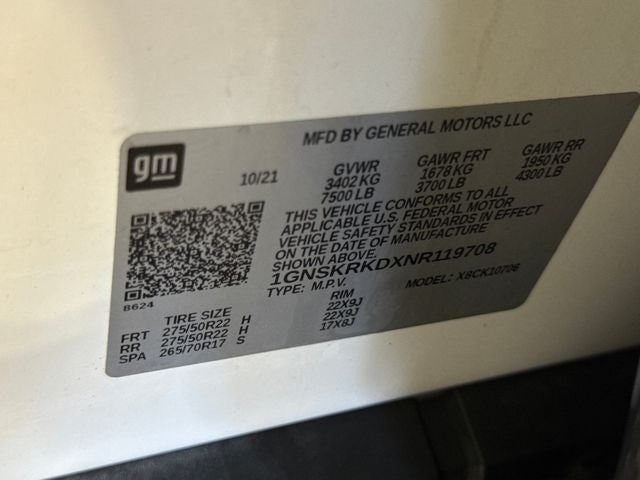 MFD BY GENERAL MOTORS LLC
gm
10/21
GVWR GAWR FRT GAWR RR
3402 KG 1678 KG 1950 KG
7500 LB 3700 LB 4300 LB
THIS VEHICLE CONFORMS TO ALL
APPLICABLE U.S. FEDERAL MOTOR
VEHICLE SAFETY STANDARDS IN EFFECT
ON THE DATE OF MANUFACTURE
SHOWN ABOVE.
1GNSKRKDXNR119708
TYPE: M.P.V. MODEL: X8CK10706
8624
TIRE SIZE RIM
FRT 275/50R22 H 22X9J
RR 275/50R22 H 22X9J
SPA 265/70R17 S 17X8J